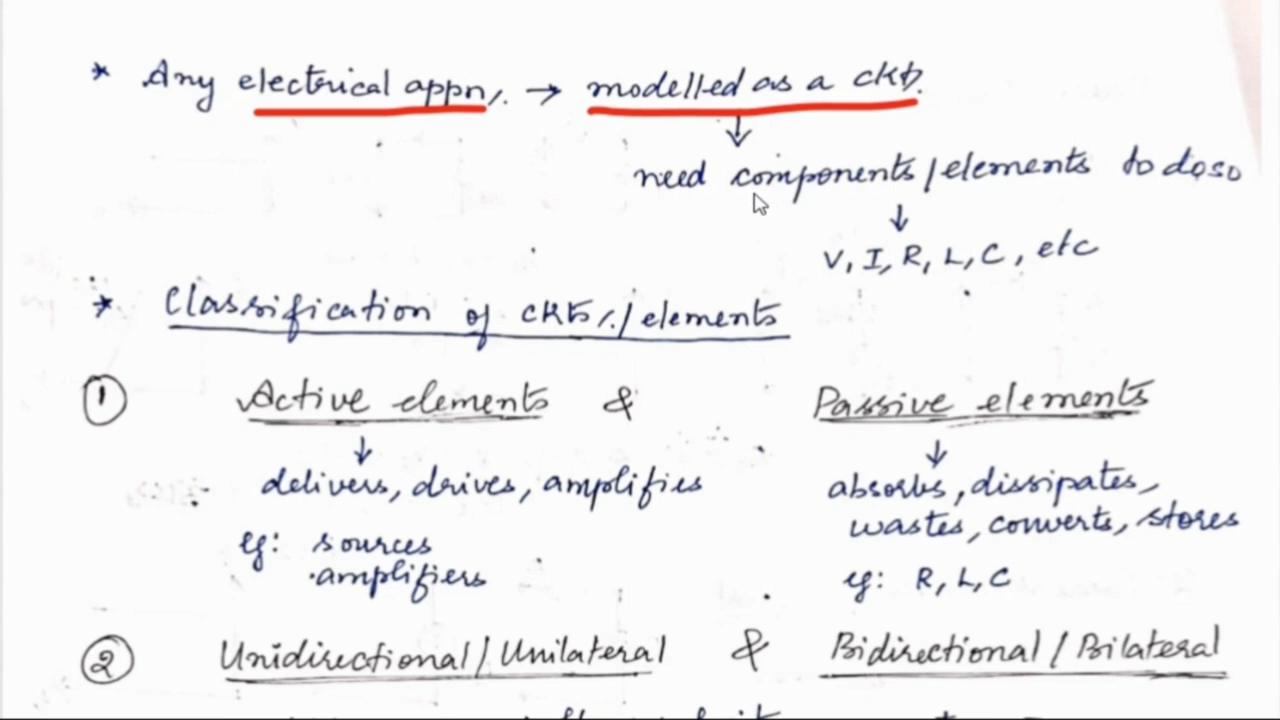 * Any electrical appn/. → modelled as a ckt.
↓
need components/elements to do so
↓
V, I, R, L, C, etc
* Classification of ckts/./elements
① Active elements & Passive elements
↓ ↓
delivers, drives, amplifies absorbs, dissipates,
wastes, converts, stores
eg: sources eg: R, L, C
·amplifiers
② Unidirectional/Unilateral & Bidirectional/Bilateral